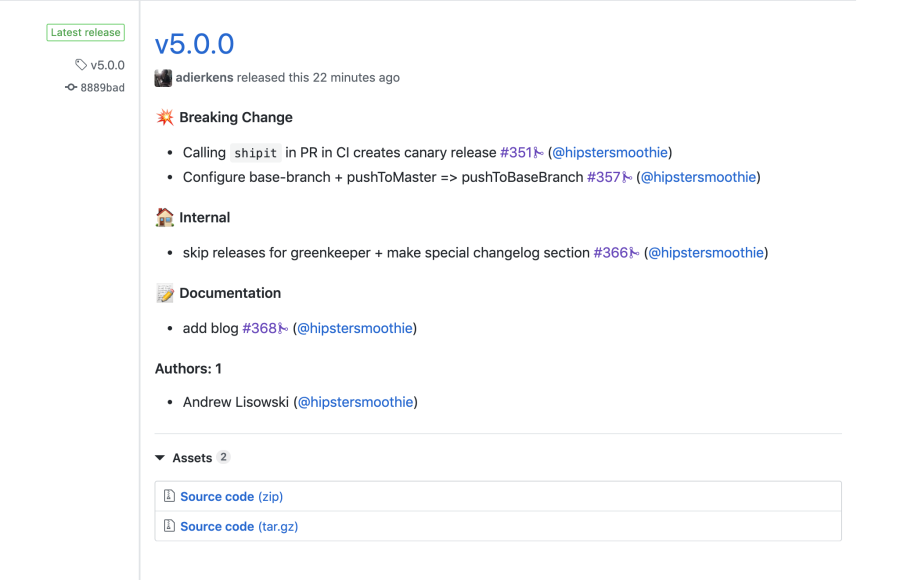 Latest release
v5.0.0
8889bad
v5.0.0
adierkens released this 22 minutes ago
Breaking Change
Calling shipit in PR in CI creates canary release #351 (@hipstersmoothie)
Configure base-branch + pushToMaster => pushToBaseBranch #357 (@hipstersmoothie)
Internal
skip releases for greenkeeper + make special changelog section #366 (@hipstersmoothie)
Documentation
add blog #368 (@hipstersmoothie)
Authors: 1
Andrew Lisowski (@hipstersmoothie)
Assets 2
Source code (zip)
Source code (tar.gz)